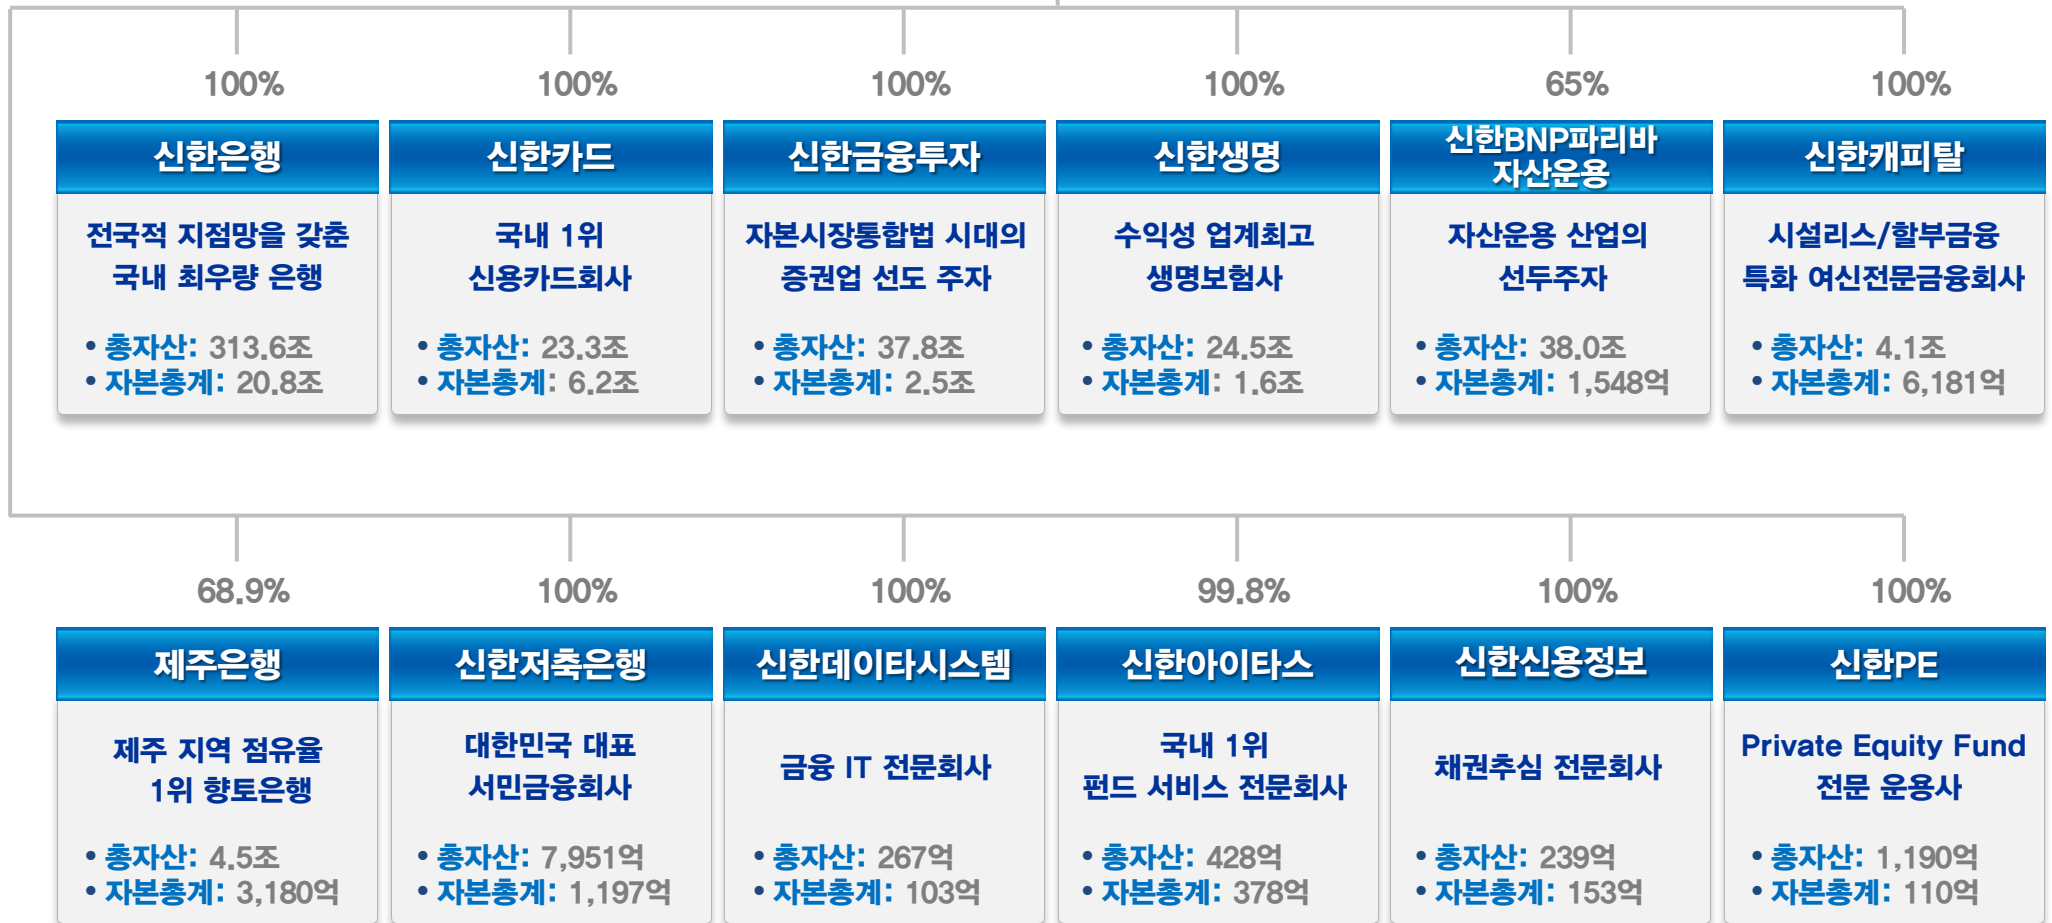 100%
100%
100%
100%
65%
100%
신한은행
신한카드
신한금융투자
신한생명
신한BNP파리바
자산운용
신한캐피탈
전국적 지점망을 갖춘
국내 최우량 은행
• 총자산: 313.6조
• 자본총계: 20.8조
국내 1위
신용카드회사
• 총자산: 23.3조
• 자본총계: 6.2조
자본시장통합법 시대의
증권업 선도 주자
• 총자산: 37.8조
• 자본총계: 2.5조
수익성 업계최고
생명보험사
• 총자산: 24.5조
• 자본총계: 1.6조
자산운용 산업의
선두주자
• 총자산: 38.0조
• 자본총계: 1,548억
시설리스/할부금융
특화 여신전문금융회사
• 총자산: 4.1조
• 자본총계: 6,181억
68.9%
100%
100%
99.8%
100%
100%
제주은행
신한저축은행
신한데이타시스템
신한아이타스
신한신용정보
신한PE
제주 지역 점유율
1위 향토은행
• 총자산: 4.5조
• 자본총계: 3,180억
대한민국 대표
서민금융회사
• 총자산: 7,951억
• 자본총계: 1,197억
금융 IT 전문회사
• 총자산: 267억
• 자본총계: 103억
국내 1위
펀드 서비스 전문회사
• 총자산: 428억
• 자본총계: 378억
채권추심 전문회사
• 총자산: 239억
• 자본총계: 153억
Private Equity Fund
전문 운용사
• 총자산: 1,190억
• 자본총계: 110억